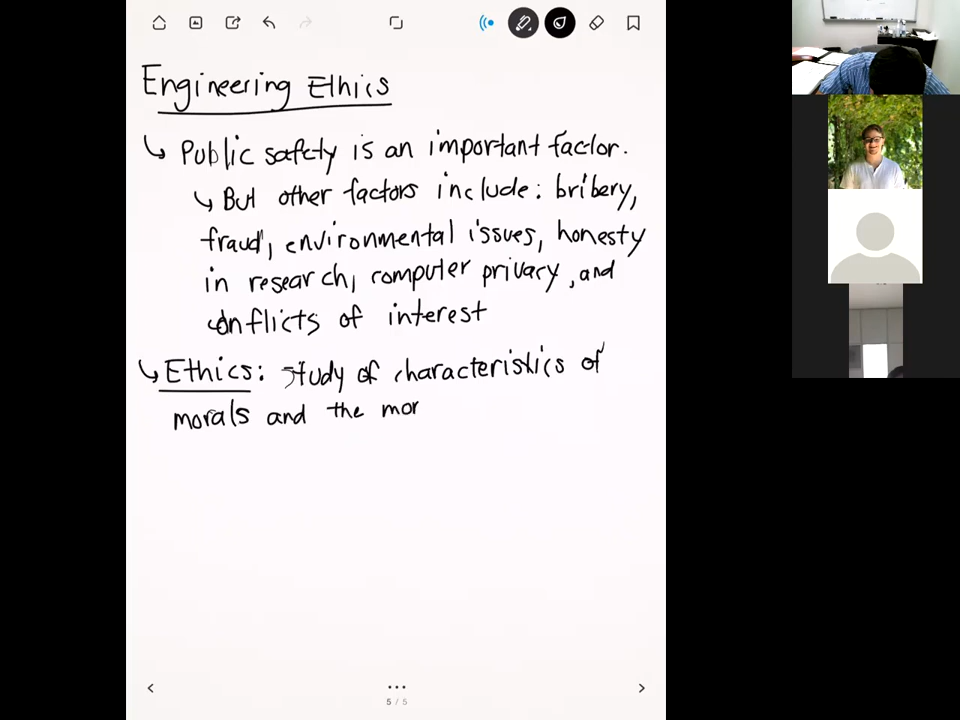 Engineering Ethics
↳ Public safety is an important factor.
↳ But other factors include: bribery,
fraud, environmental issues, honesty
in research, computer privacy, and
conflicts of interest
↳ Ethics: study of characteristics of
morals and the mor
5 / 5